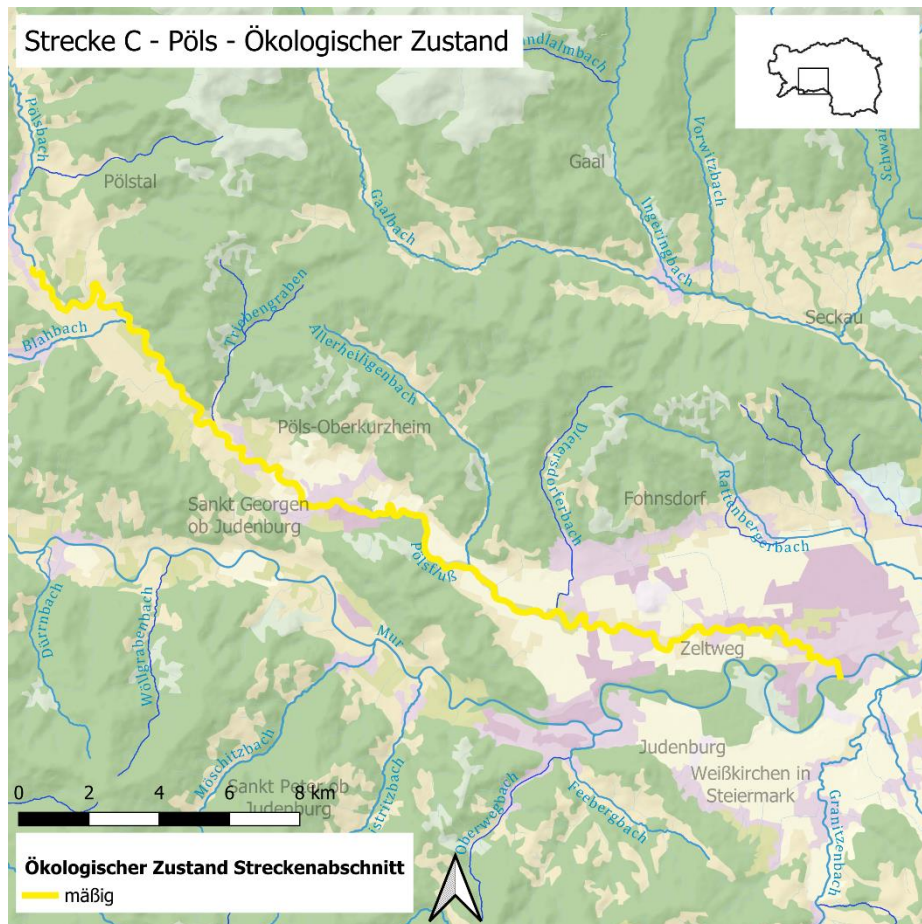 Strecke C - Pöls - Ökologischer Zustand
Pölsbach
Pölstal
Gaal
Vorwitzbach
Gaalbach
Ingeringbach
Seckau
Blahbach
Triebengraben
Allerheiligenbach
Pöls-Oberkurzheim
Dietersdorferbach
Sankt Georgen
ob Judenburg
Fohnsdorf
Rattenbergerbach
Pölsfluß
Dürrnbach
Wöllgrabenbach
Mur
Zeltweg
Möschitzbach
Judenburg
Weißkirchen in
Steiermark
Sankt Peter ob
Judenburg
Oberwegbach
Feebergbach
Granitzenbach
0 2 4 6 8 km
Ökologischer Zustand Streckenabschnitt
mäßig